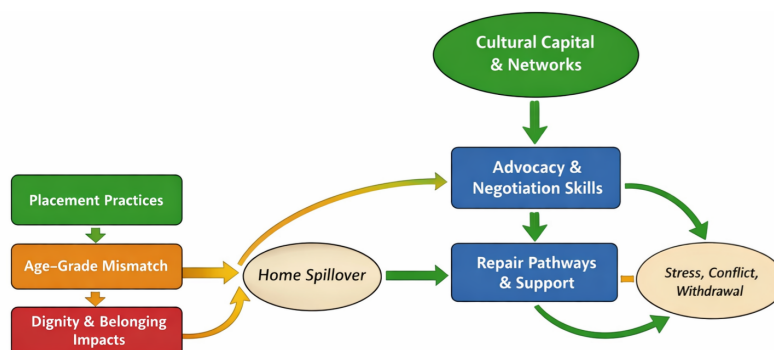 Cultural Capital
& Networks
Advocacy &
Negotiation Skills
Placement Practices
Age–Grade Mismatch
Home Spillover
Repair Pathways
& Support
Stress, Conflict,
Withdrawal
Dignity & Belonging
Impacts